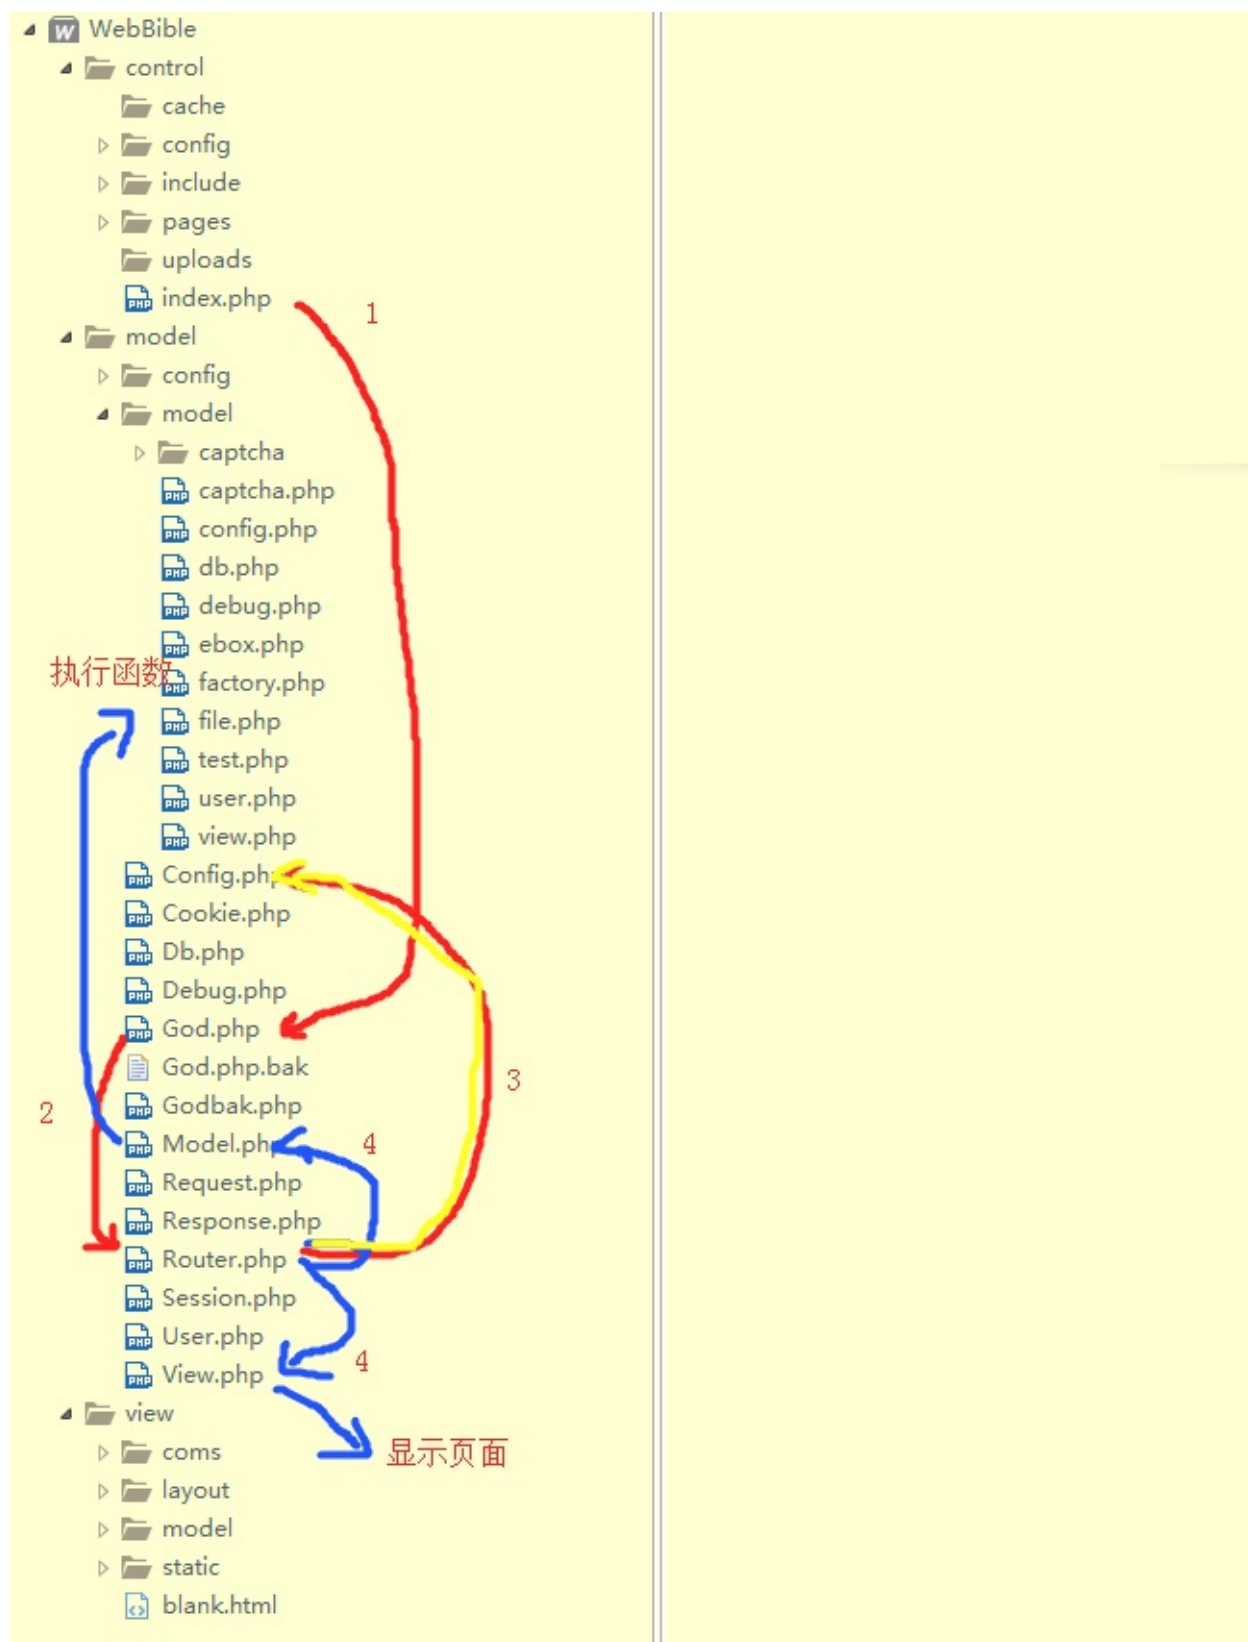 WebBible
control
cache
config
include
pages
uploads
index.php
1
model
config
model
captcha
captcha.php
config.php
db.php
debug.php
ebox.php
执行函数
factory.php
file.php
test.php
user.php
view.php
Config.php
Cookie.php
Db.php
Debug.php
God.php
God.php.bak
3
Godbak.php
2
Model.php
4
Request.php
Response.php
Router.php
Session.php
User.php
4
View.php
view
coms
显示页面
layout
model
static
blank.html